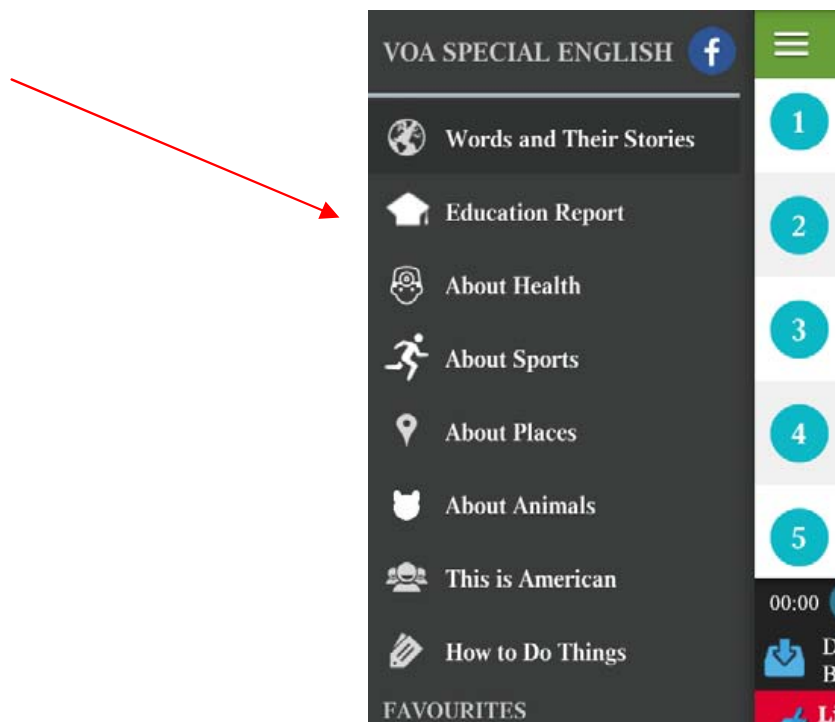 VOA SPECIAL ENGLISH f
Words and Their Stories
Education Report
About Health
About Sports
About Places
About Animals
This is American
How to Do Things
FAVOURITES
1
2
3
4
5
00:00